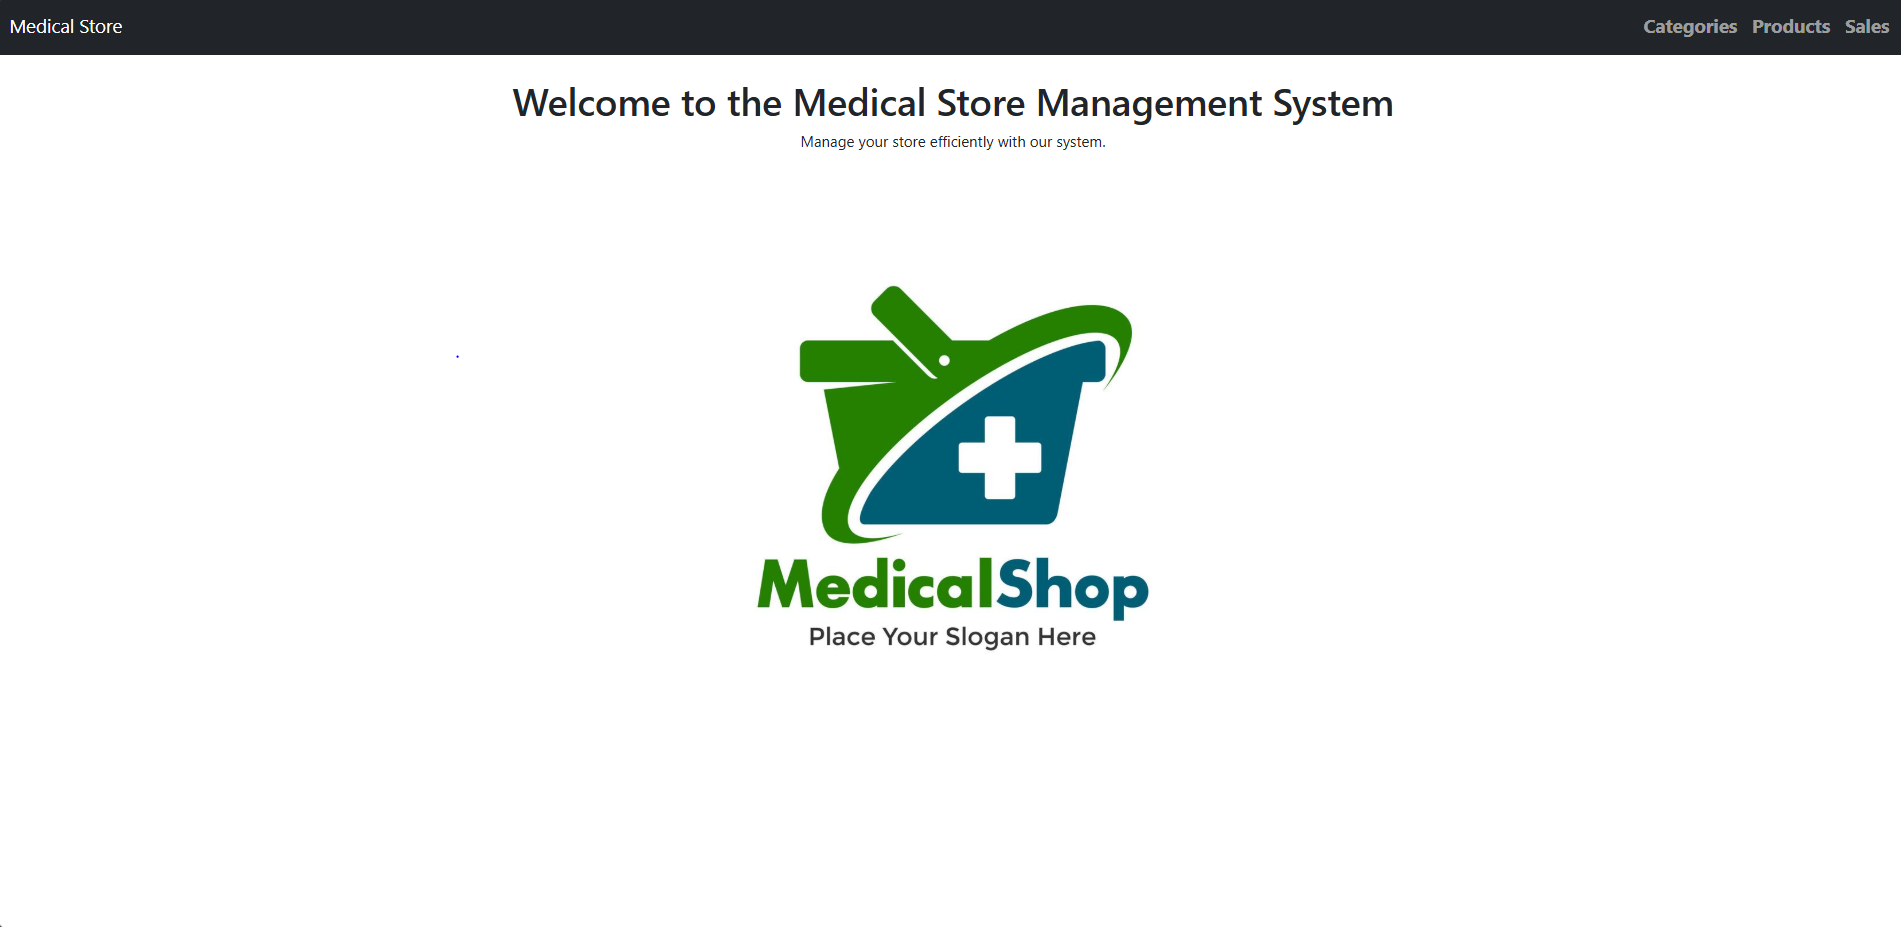 Medical Store
Categories Products Sales
Welcome to the Medical Store Management System
Manage your store efficiently with our system.
MedicalShop
Place Your Slogan Here